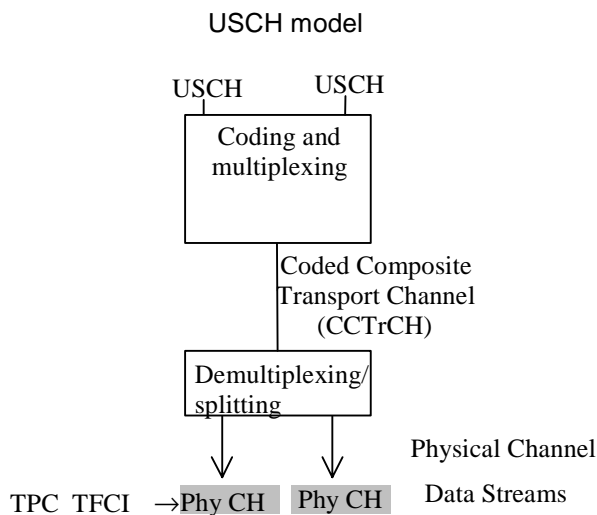 USCH model
USCH USCH
Coding and
multiplexing
Coded Composite
Transport Channel
(CCTrCH)
Demultiplexing/
splitting
Physical Channel
Data Streams
TPC TFCI →Phy CH Phy CH